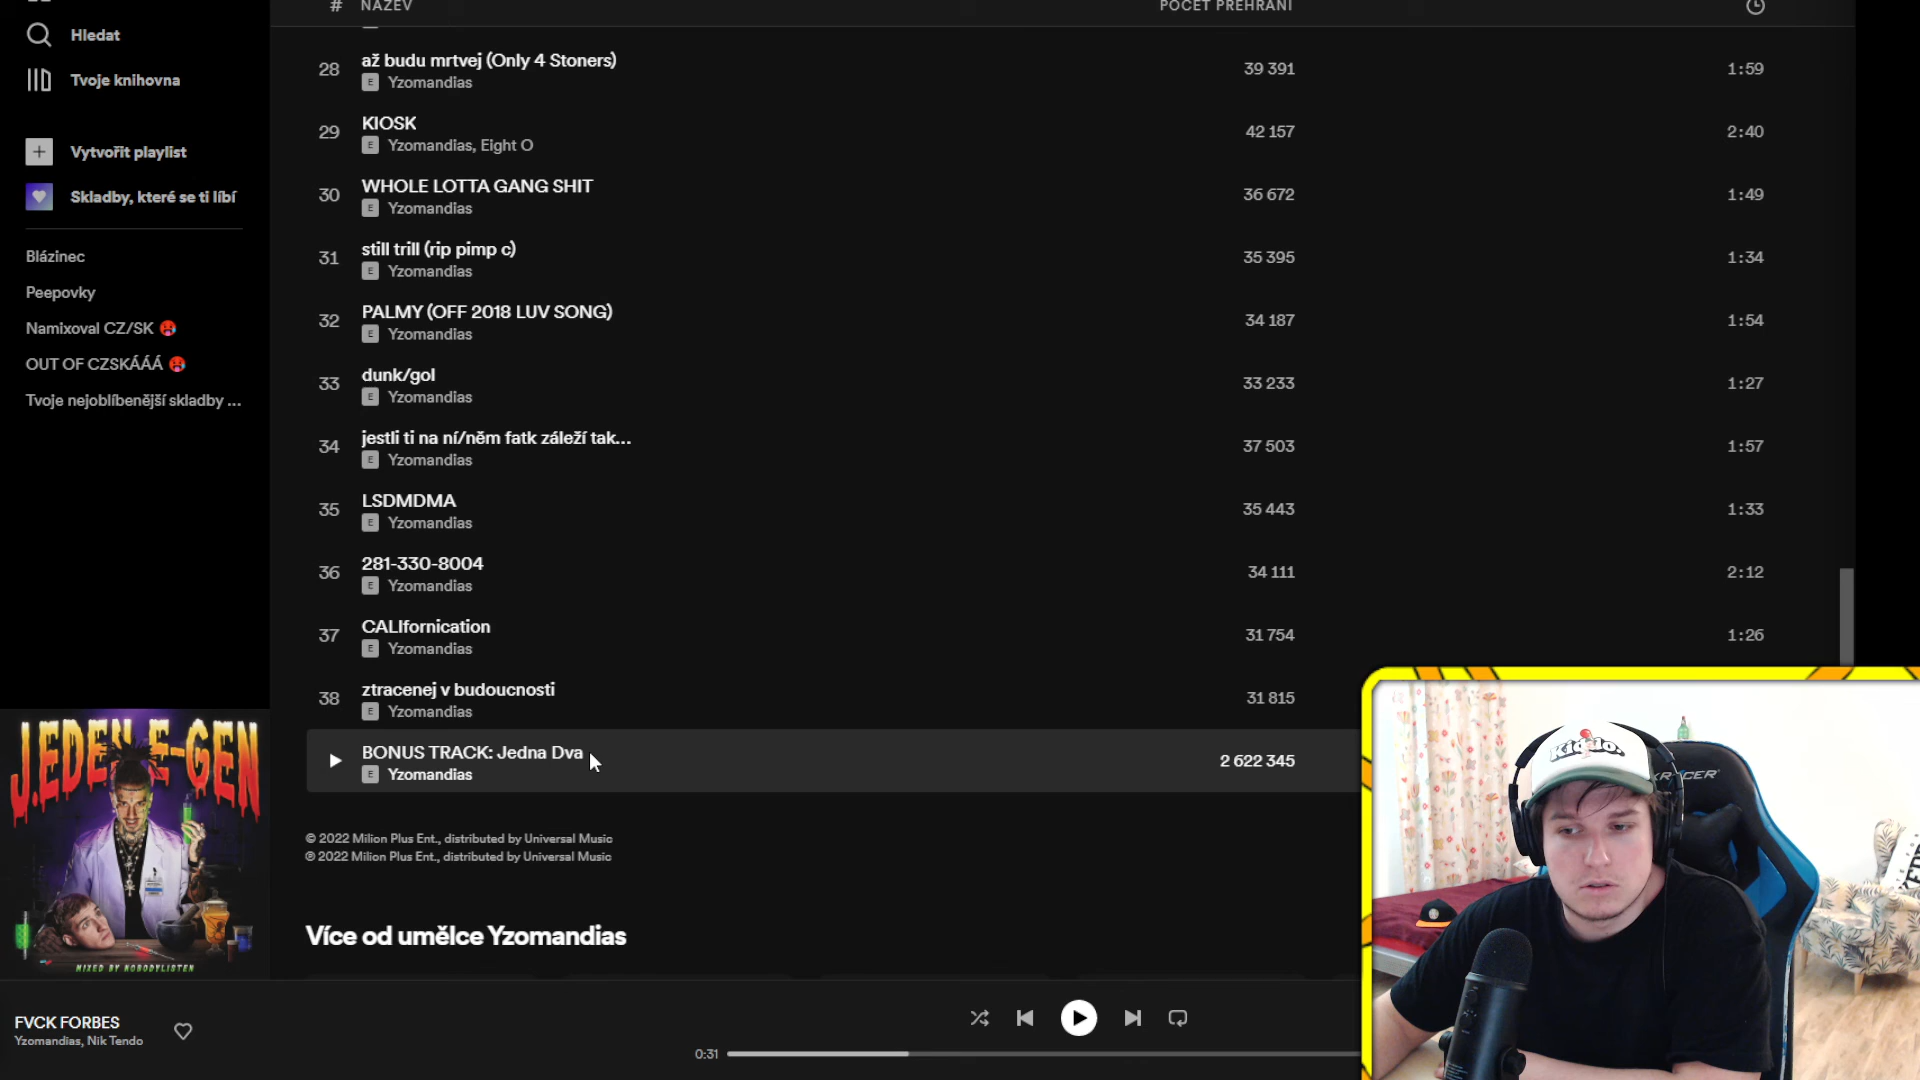 # NÁZEV POČET PŘEHRÁNÍ
Hledat
Tvoje knihovna
Vytvořit playlist
Skladby, které se ti líbí
Blázinec
Peepovky
Namixoval CZ/SK
OUT OF CZSKÁÁÁ
Tvoje nejoblíbenější skladby ...
28 až budu mrtvej (Only 4 Stoners) 39 391 1:59
E Yzomandias
29 KIOSK 42 157 2:40
E Yzomandias, Eight O
30 WHOLE LOTTA GANG SHIT 36 672 1:49
E Yzomandias
31 still trill (rip pimp c) 35 395 1:34
E Yzomandias
32 PALMY (OFF 2018 LUV SONG) 34 187 1:54
E Yzomandias
33 dunk/gol 33 233 1:27
E Yzomandias
34 jestli ti na ní/něm fatk záleží tak... 37 503 1:57
E Yzomandias
35 LSDMDMA 35 443 1:33
E Yzomandias
36 281-330-8004 34 111 2:12
E Yzomandias
37 CALIfornication 31 754 1:26
E Yzomandias
38 ztracenej v budoucnosti 31 815
E Yzomandias
BONUS TRACK: Jedna Dva 2 622 345
E Yzomandias
© 2022 Milion Plus Ent., distributed by Universal Music
℗ 2022 Milion Plus Ent., distributed by Universal Music
Více od umělce Yzomandias
J.EDEN E-GEN
MIXED BY NOBODYLISTEN
FVCK FORBES
Yzomandias, Nik Tendo
0:31